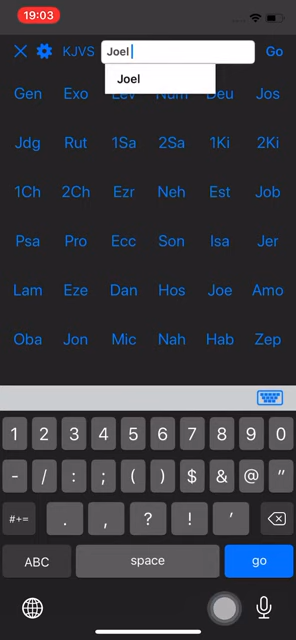 19:03
KJVS Joel Go
Joel
Gen Exo Lev Num Deu Jos
Jdg Rut 1Sa 2Sa 1Ki 2Ki
1Ch 2Ch Ezr Neh Est Job
Psa Pro Ecc Son Isa Jer
Lam Eze Dan Hos Joe Amo
Oba Jon Mic Nah Hab Zep
1 2 3 4 5 6 7 8 9 0
- / : ; ( ) $ & @ "
#+= . , ? ! '
ABC space go